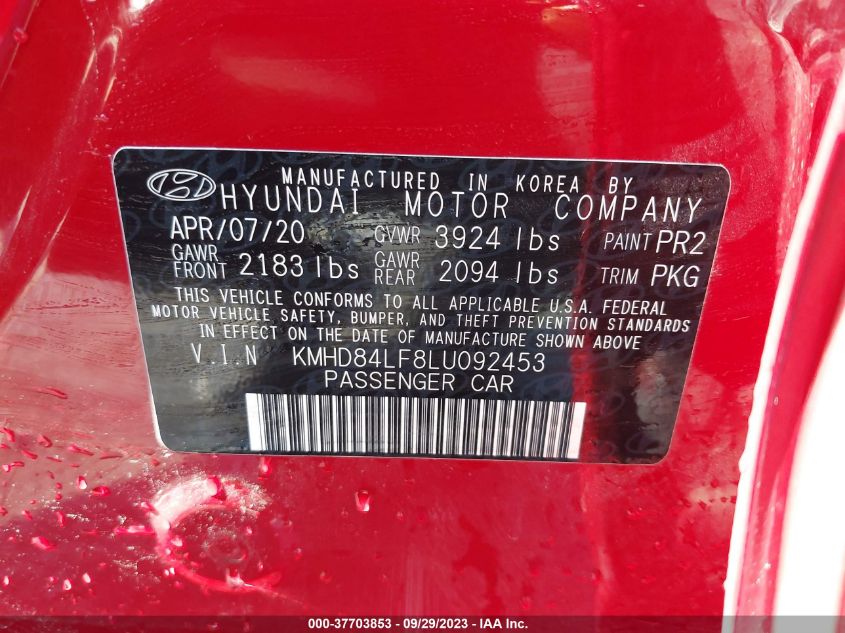 MANUFACTURED IN KOREA BY
HYUNDAI MOTOR COMPANY
APR/07/20 GVWR 3924 lbs PAINT PR2
GAWR FRONT 2183 lbs GAWR REAR 2094 lbs TRIM PKG
THIS VEHICLE CONFORMS TO ALL APPLICABLE U.S.A. FEDERAL
MOTOR VEHICLE SAFETY, BUMPER, AND THEFT PREVENTION STANDARDS
IN EFFECT ON THE DATE OF MANUFACTURE SHOWN ABOVE.
V.I.N KMHD84LF8LU092453
PASSENGER CAR
000-37703853 - 09/29/2023 - IAA Inc.